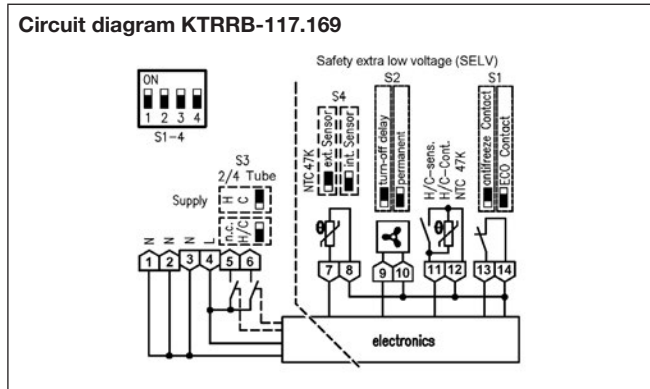 Circuit diagram KTRRB-117.169
Safety extra low voltage (SELV)
ON
1 2 3 4
S1-4
S3
2/4 Tube
Supply
H C
n.c. H/C
N N N L
1 2 3 4 5 6
S4
NTC 47K
ext. Sensor
int. Sensor
S2
turn-off delay
permanent
H/C-sens.
H/C-Cont.
NTC 47K
S1
antifreeze Contact
ECO Contact
θ
θ
7 8 9 10 11 12 13 14
electronics